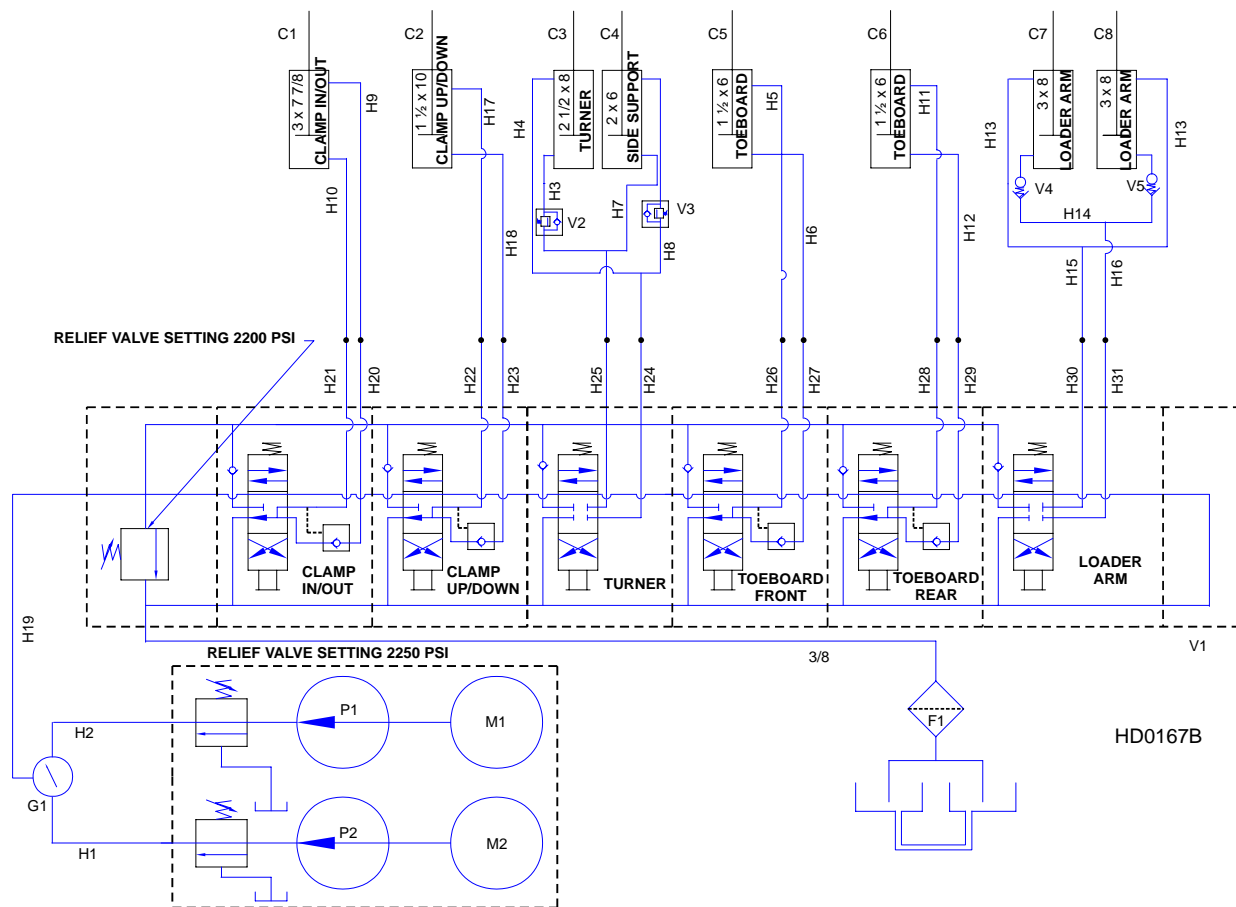 C1
C2
C3
C4
C5
C6
C7
C8
3 x 7 7/8
CLAMP IN/OUT
H9
H10
1 ½ x 10
CLAMP UP/DOWN
H17
H18
H4
2 1/2 x 8
TURNER
2 x 6
SIDE SUPPORT
H3
H7
V2
V3
H8
1 ½ x 6
TOEBOARD
H5
H6
1 ½ x 6
TOEBOARD
H11
H12
H13
3 x 8
LOADER ARM
3 x 8
LOADER ARM
H13
V4
V5
H14
H15
H16
RELIEF VALVE SETTING 2200 PSI
H21
H20
H22
H23
H25
H24
H26
H27
H28
H29
H30
H31
CLAMP
IN/OUT
CLAMP
UP/DOWN
TURNER
TOEBOARD
FRONT
TOEBOARD
REAR
LOADER
ARM
H19
V1
RELIEF VALVE SETTING 2250 PSI
3/8
P1
M1
F1
H2
HD0167B
G1
P2
M2
H1